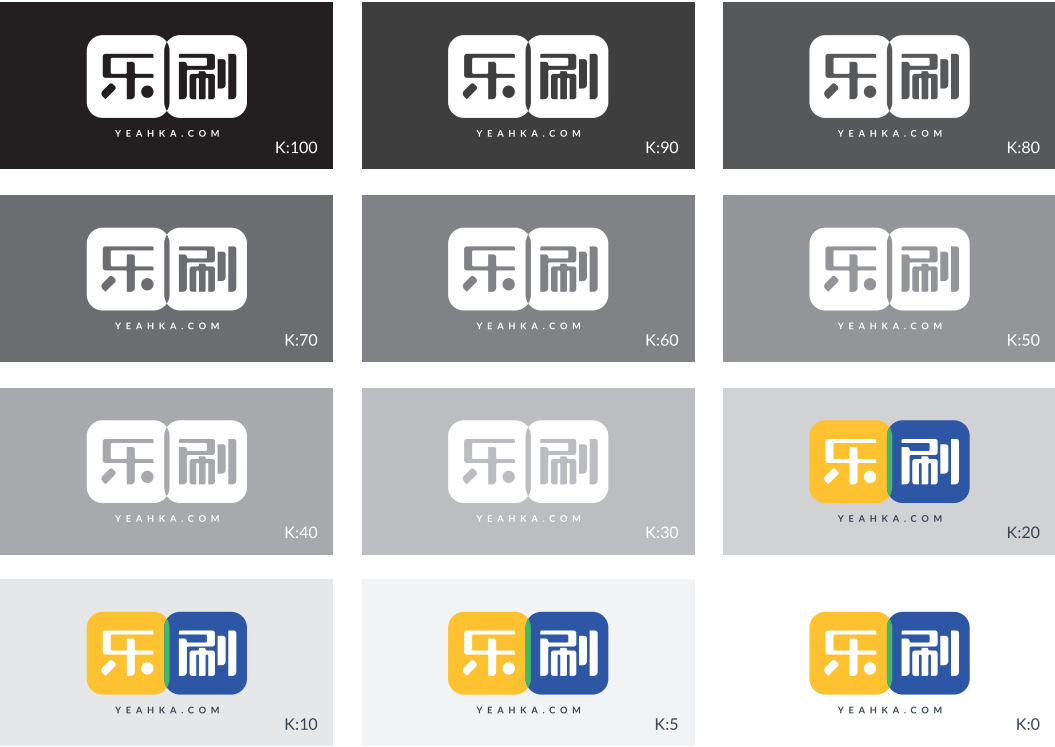 乐刷
YEAHKA.COM
K:100
乐刷
YEAHKA.COM
K:90
乐刷
YEAHKA.COM
K:80
乐刷
YEAHKA.COM
K:70
乐刷
YEAHKA.COM
K:60
乐刷
YEAHKA.COM
K:50
乐刷
YEAHKA.COM
K:40
乐刷
YEAHKA.COM
K:30
乐刷
YEAHKA.COM
K:20
乐刷
YEAHKA.COM
K:10
乐刷
YEAHKA.COM
K:5
乐刷
YEAHKA.COM
K:0